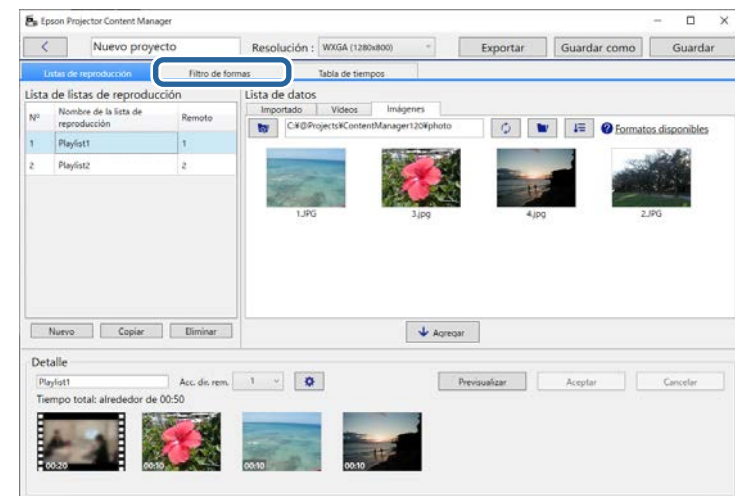 Epson Projector Content Manager
Nuevo proyecto Resolución : WXGA (1280x800) Exportar Guardar como Guardar
Listas de reproducción Filtro de formas Tabla de tiempos
Lista de listas de reproducción Lista de datos
Nº Nombre de la lista de reproducción Remoto
Importado Videos Imágenes
C:¥@Projects¥ContentManager120¥photo Formatos disponibles
1 Playlist1 1
2 Playlist2 2
1.JPG 3.jpg 4.jpg 2.JPG
Nuevo Copiar Eliminar Agregar
Detalle
Playlist1 Acc. dir. rem. 1 Previsualizar Aceptar Cancelar
Tiempo total: alrededor de 00:50
00:20 00:10 00:10 00:10